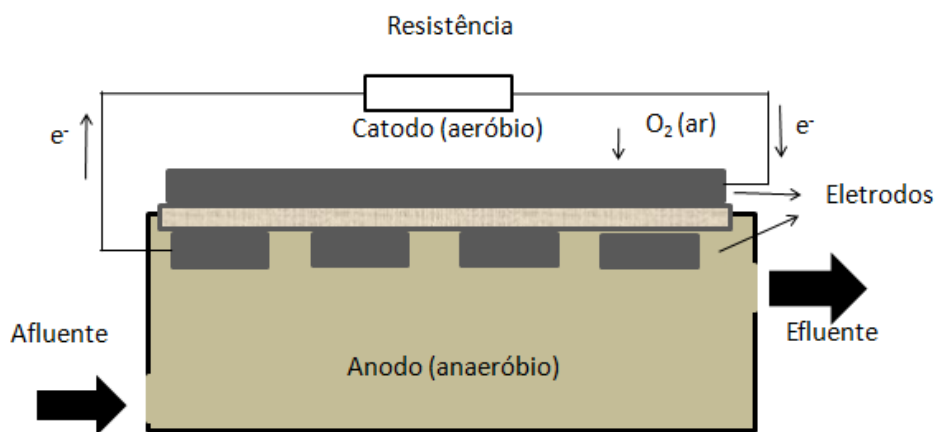 Resistência
Catodo (aeróbio)
O₂ (ar)
e⁻
e⁻
Eletrodos
Afluente
Efluente
Anodo (anaeróbio)